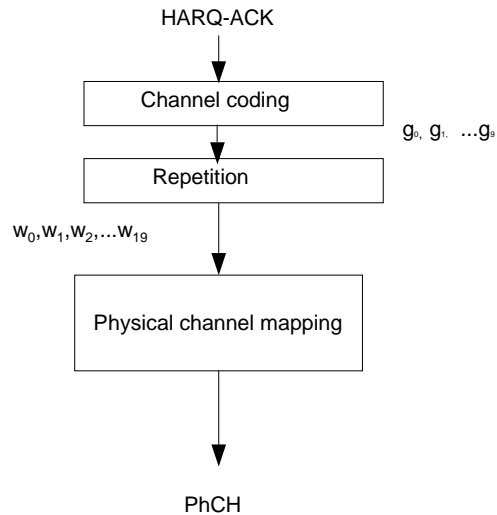 HARQ-ACK
Channel coding
g₀, g₁, ...g₉
Repetition
w₀,w₁,w₂,...w₁₉
Physical channel mapping
PhCH